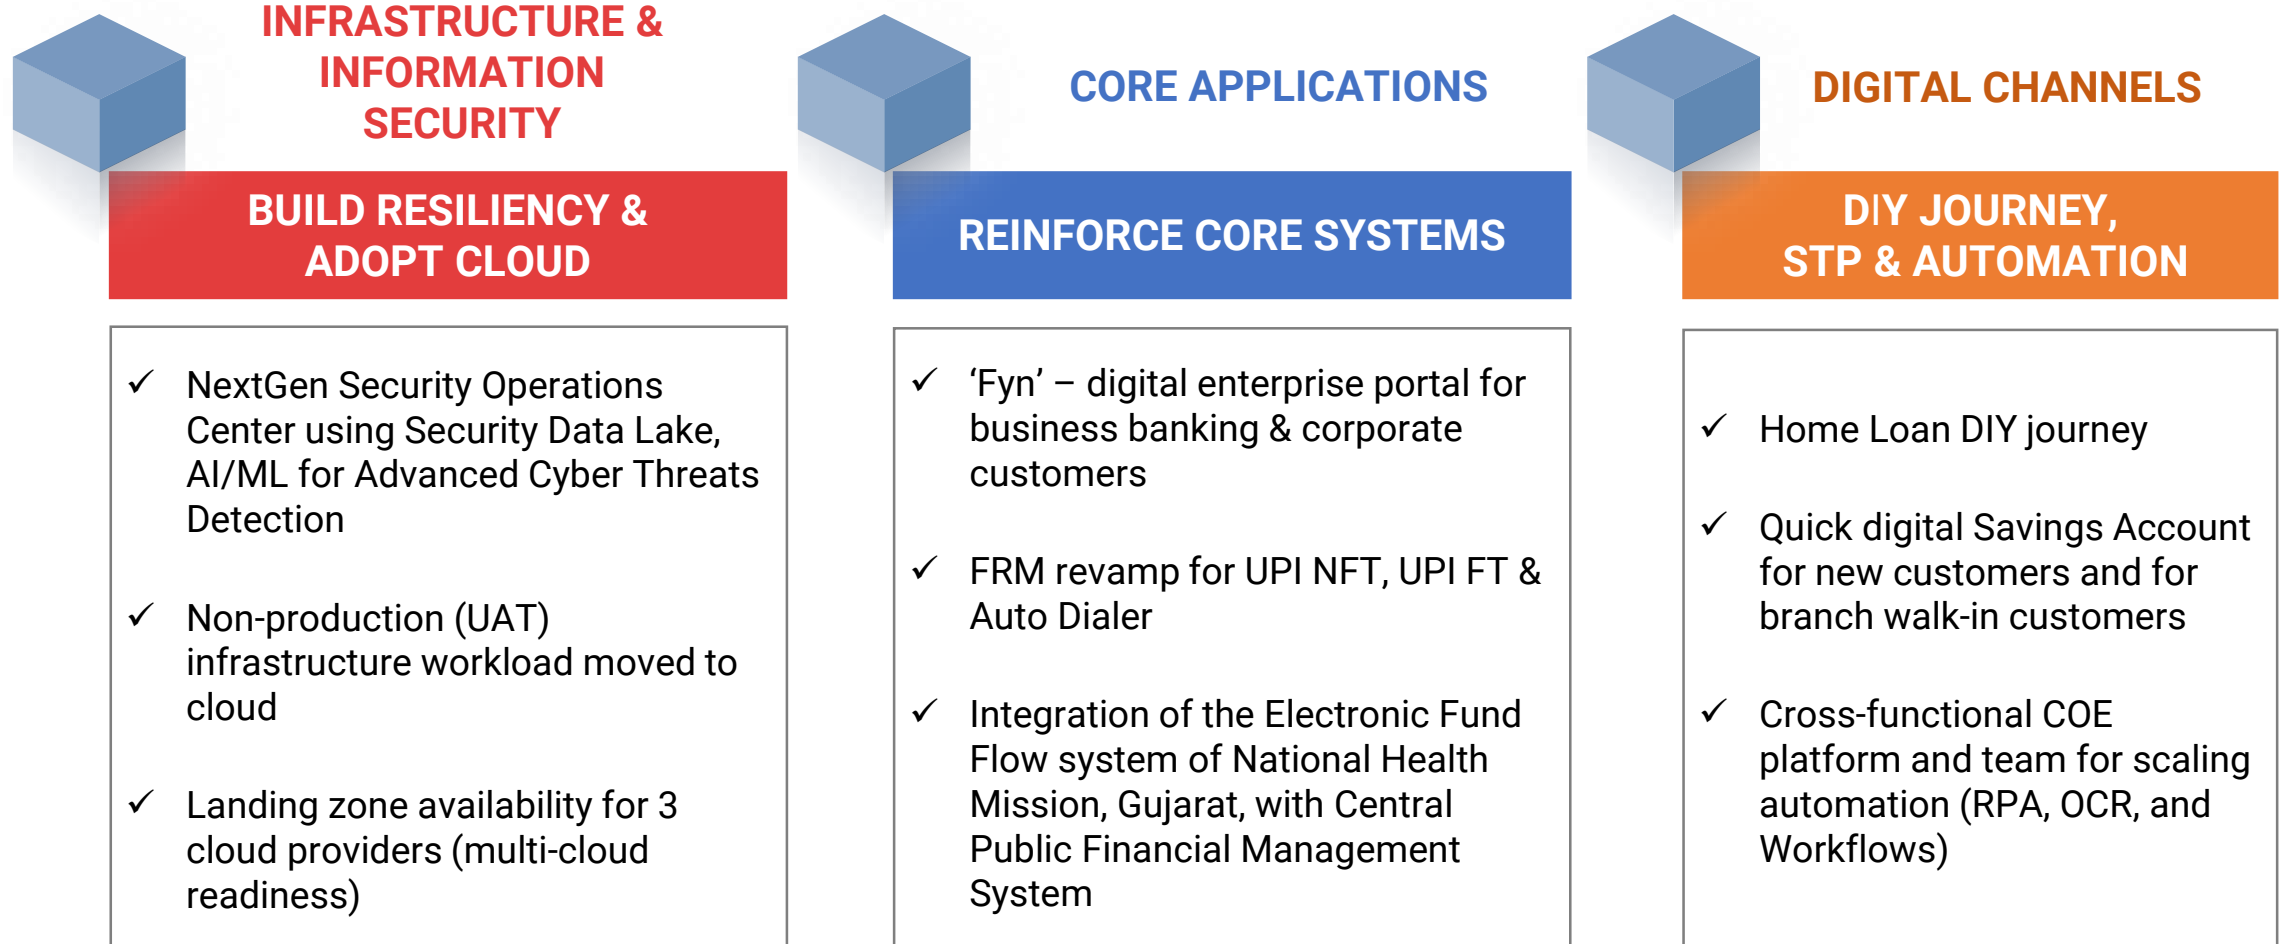 INFRASTRUCTURE &
INFORMATION
SECURITY
BUILD RESILIENCY &
ADOPT CLOUD
✓ NextGen Security Operations
Center using Security Data Lake,
AI/ML for Advanced Cyber Threats
Detection
✓ Non-production (UAT)
infrastructure workload moved to
cloud
✓ Landing zone availability for 3
cloud providers (multi-cloud
readiness)
CORE APPLICATIONS
REINFORCE CORE SYSTEMS
✓ ‘Fyn’ – digital enterprise portal for
business banking & corporate
customers
✓ FRM revamp for UPI NFT, UPI FT &
Auto Dialer
✓ Integration of the Electronic Fund
Flow system of National Health
Mission, Gujarat, with Central
Public Financial Management
System
DIGITAL CHANNELS
DIY JOURNEY,
STP & AUTOMATION
✓ Home Loan DIY journey
✓ Quick digital Savings Account
for new customers and for
branch walk-in customers
✓ Cross-functional COE
platform and team for scaling
automation (RPA, OCR, and
Workflows)